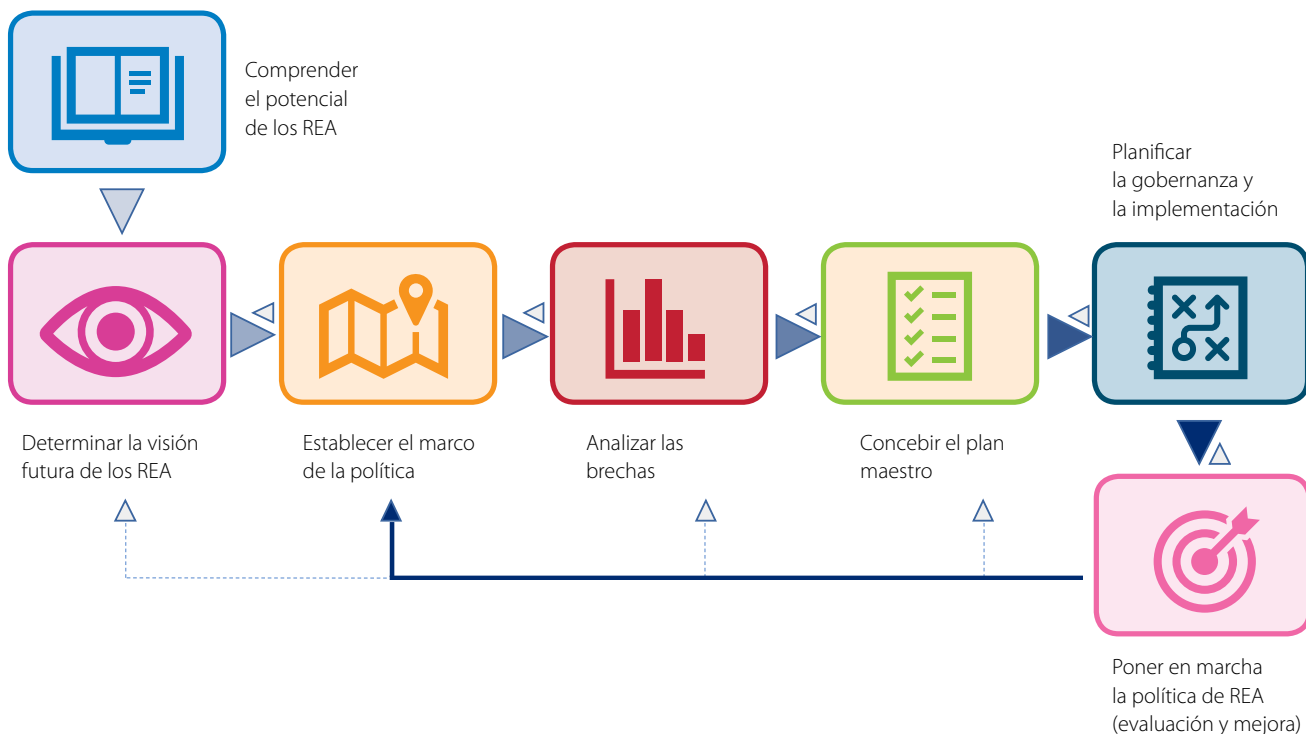 Comprender
el potencial
de los REA
Planificar
la gobernanza y
la implementación
Determinar la visión
futura de los REA
Establecer el marco
de la política
Analizar las
brechas
Concebir el plan
maestro
Poner en marcha
la política de REA
(evaluación y mejora)